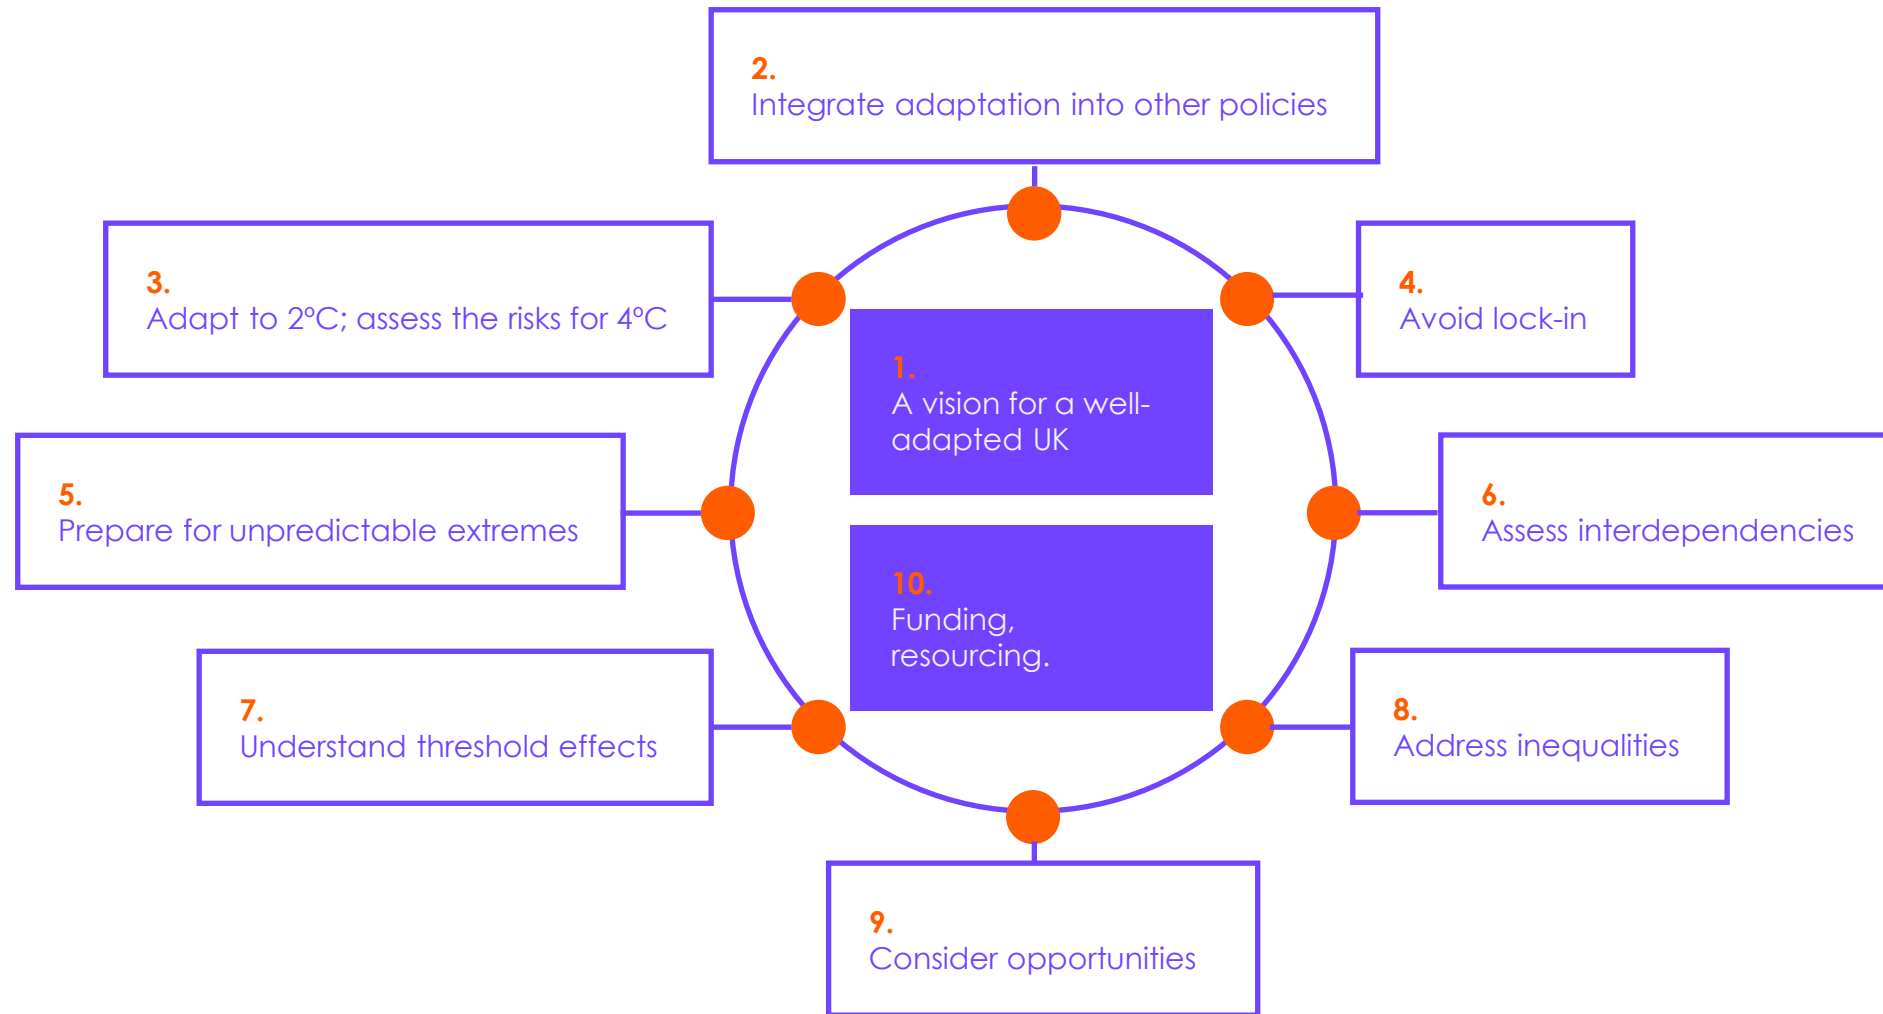 2.
Integrate adaptation into other policies
3.
Adapt to 2ºC; assess the risks for 4ºC
4.
Avoid lock-in
1.
A vision for a well-
adapted UK
5.
Prepare for unpredictable extremes
6.
Assess interdependencies
10.
Funding,
resourcing.
7.
Understand threshold effects
8.
Address inequalities
9.
Consider opportunities